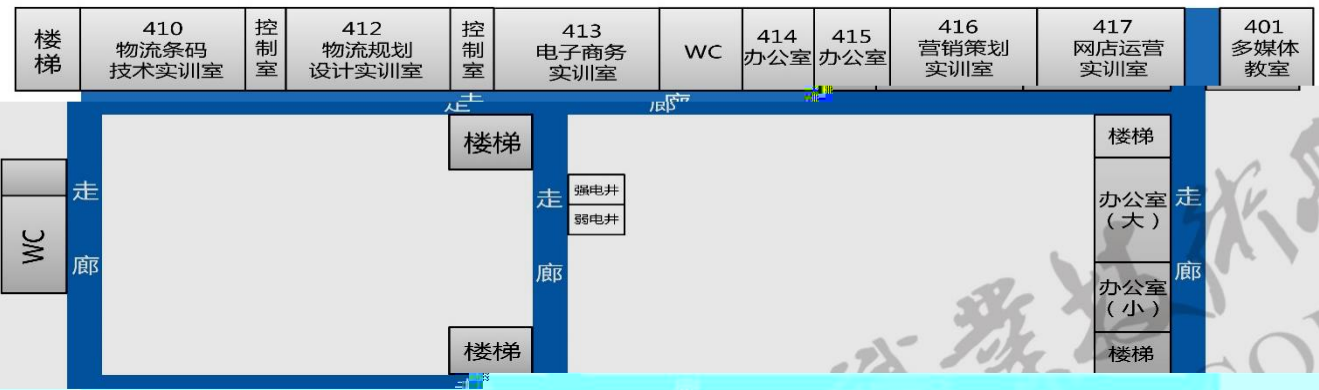 楼
梯
410
物流条码
技术实训室
控
制
室
412
物流规划
设计实训室
控
制
室
413
电子商务
实训室
WC
414
办公室
415
办公室
416
营销策划
实训室
417
网店运营
实训室
401
多媒体
教室
走 廊
楼梯
楼梯
走
廊
WC
走
廊
强电井
弱电井
办公室
(大)
走
廊
办公室
(小)
楼梯
楼梯